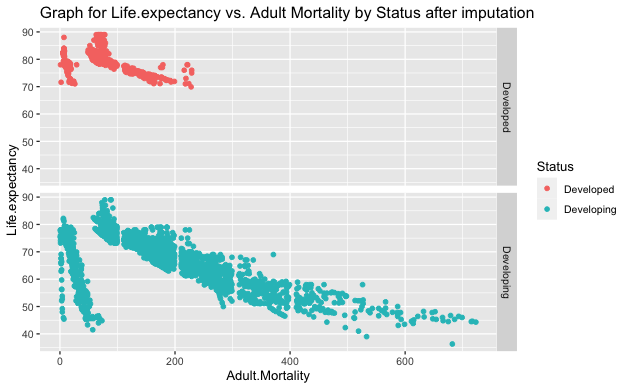 Graph for Life.expectancy vs. Adult Mortality by Status after imputation
Life.expectancy
90
80
70
60
50
40
Developed
90
80
70
60
50
40
Developing
0
200
400
600
Adult.Mortality
Status
Developed
Developing